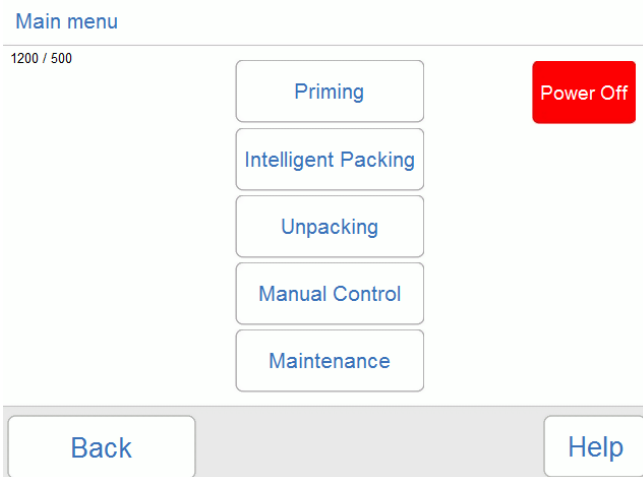 Main menu
1200 / 500
Priming
Power Off
Intelligent Packing
Unpacking
Manual Control
Maintenance
Back
Help